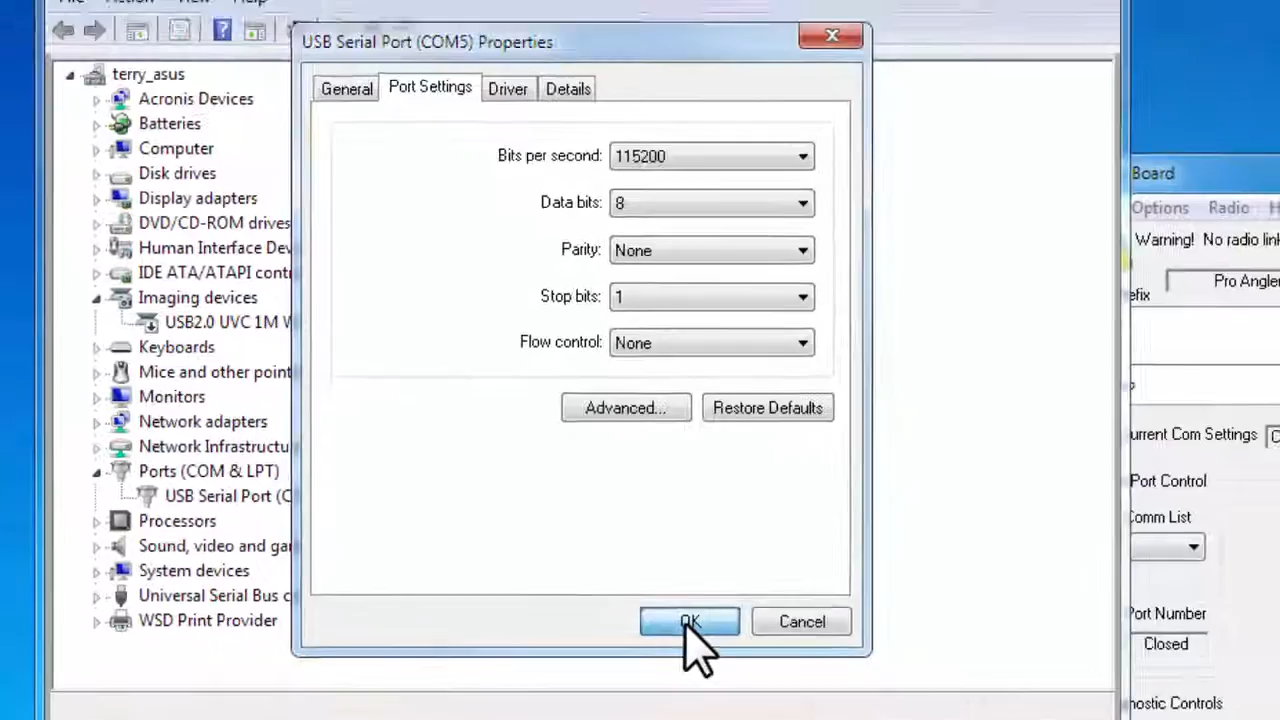 Help
USB Serial Port (COM5) Properties
terry_asus
Acronis Devices
Batteries
Computer
Disk drives
Display adapters
DVD/CD-ROM drives
Human Interface Dev
IDE ATA/ATAPI cont
Imaging devices
USB2.0 UVC 1M W
Keyboards
Mice and other point
Monitors
Network adapters
Network Infrastructu
Ports (COM & LPT)
USB Serial Port (C
Processors
Sound, video and ga
System devices
Universal Serial Bus c
WSD Print Provider
General Port Settings Driver Details
Bits per second: 115200
Data bits: 8
Parity: None
Stop bits: 1
Flow control: None
Advanced... Restore Defaults
OK Cancel
Board
Options Radio H
Warning! No radio link
efix Pro Angler
urrent Com Settings
Port Control
Comm List
Port Number
Closed
nostic Controls